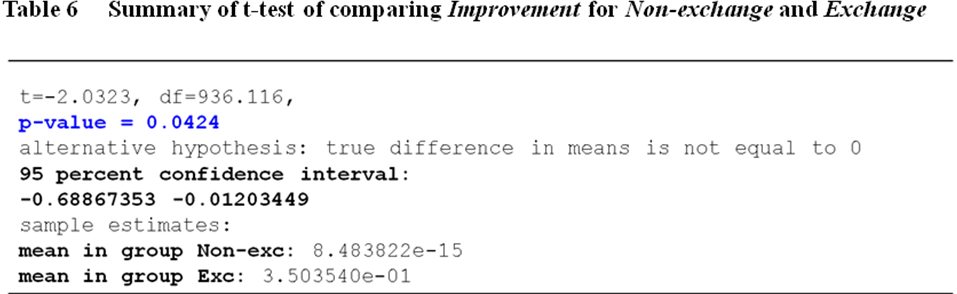 Table 6 Summary of t-test of comparing Improvement for Non-exchange and Exchange
t=-2.0323, df=936.116,
p-value = 0.0424
alternative hypothesis: true difference in means is not equal to 0
95 percent confidence interval:
-0.68867353 -0.01203449
sample estimates:
mean in group Non-exc: 8.483822e-15
mean in group Exc: 3.503540e-01